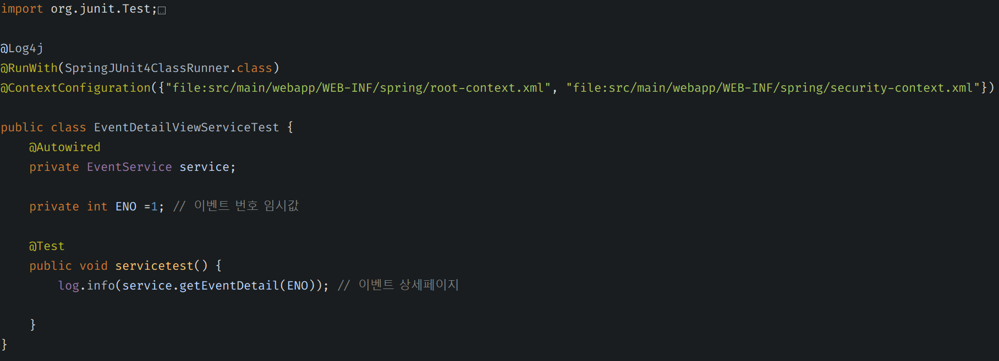 import org.junit.Test;
@Log4j
@RunWith(SpringJUnit4ClassRunner.class)
@ContextConfiguration({"file:src/main/webapp/WEB-INF/spring/root-context.xml", "file:src/main/webapp/WEB-INF/spring/security-context.xml"})
public class EventDetailViewServiceTest {
@Autowired
private EventService service;
private int ENO =1; // 이벤트 번호 임시값
@Test
public void servicetest() {
log.info(service.getEventDetail(ENO)); // 이벤트 상세페이지
}
}